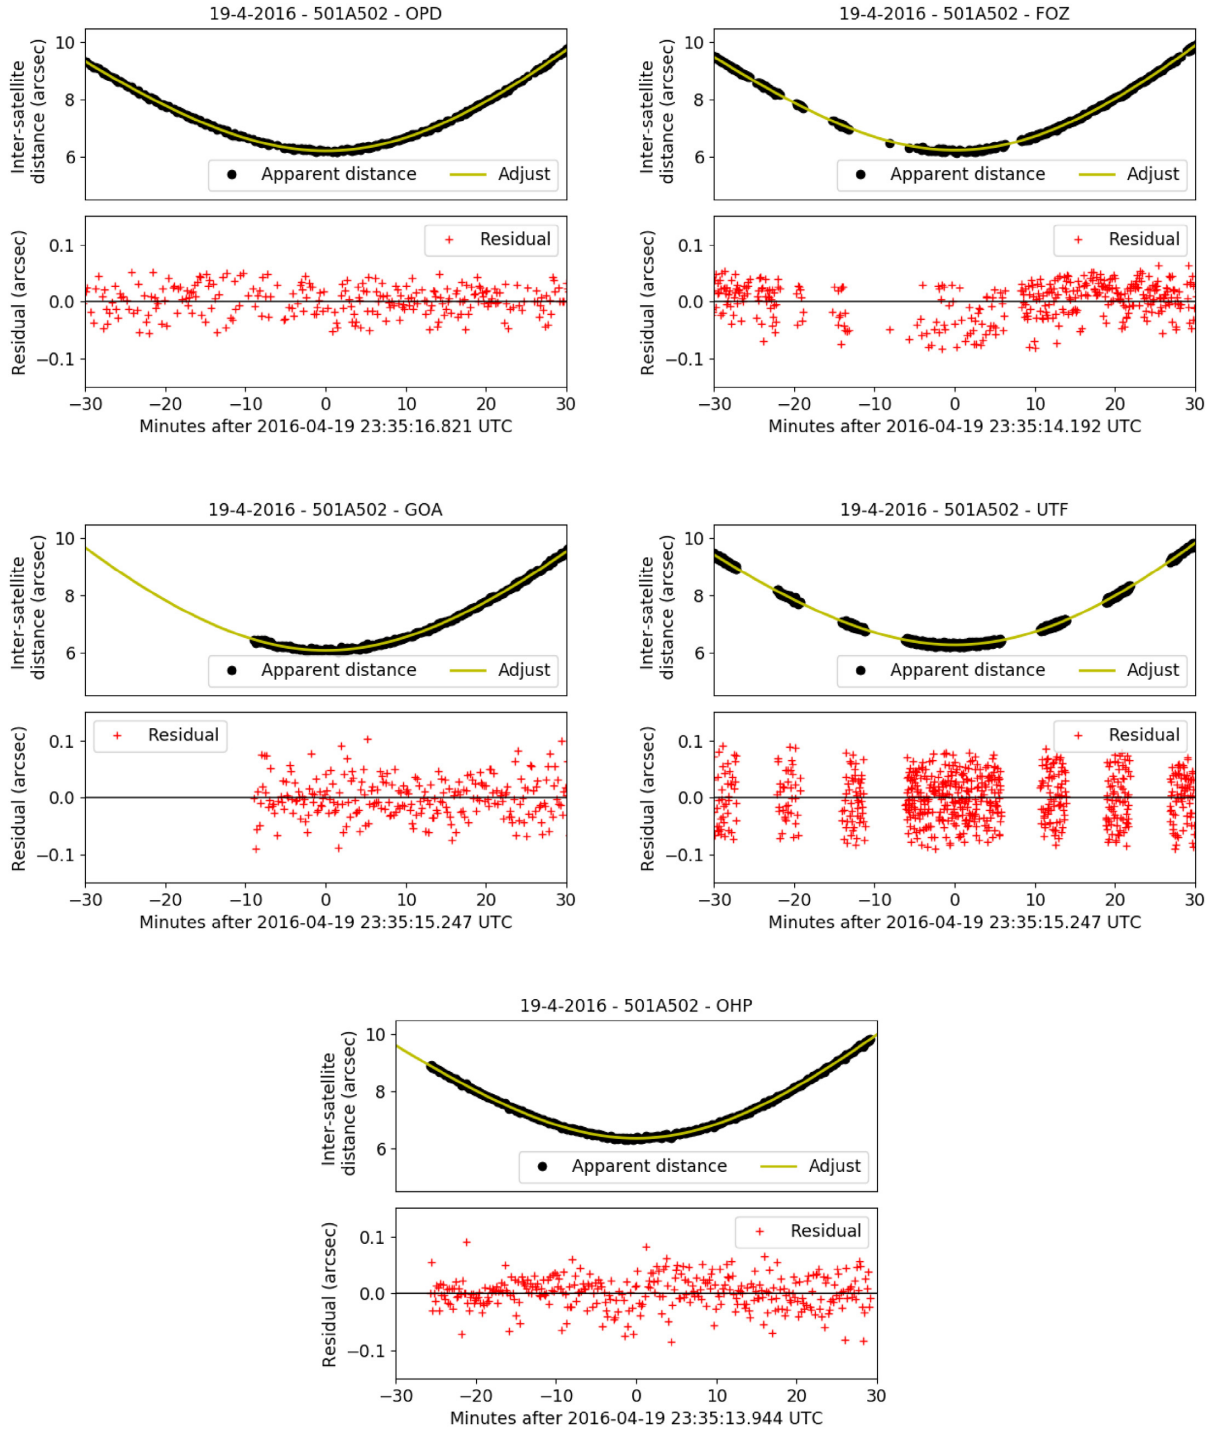 19-4-2016 - 501A502 - OPD
Inter-satellite
distance (arcsec)
10
8
6
Apparent distance
Adjust
Residual (arcsec)
0.1
0.0
−0.1
Residual
−30 −20 −10 0 10 20 30
Minutes after 2016-04-19 23:35:16.821 UTC
19-4-2016 - 501A502 - FOZ
Inter-satellite
distance (arcsec)
10
8
6
Apparent distance
Adjust
Residual (arcsec)
0.1
0.0
−0.1
Residual
−30 −20 −10 0 10 20 30
Minutes after 2016-04-19 23:35:14.192 UTC
19-4-2016 - 501A502 - GOA
Inter-satellite
distance (arcsec)
10
8
6
Apparent distance
Adjust
Residual (arcsec)
0.1
0.0
−0.1
Residual
−30 −20 −10 0 10 20 30
Minutes after 2016-04-19 23:35:15.247 UTC
19-4-2016 - 501A502 - UTF
Inter-satellite
distance (arcsec)
10
8
6
Apparent distance
Adjust
Residual (arcsec)
0.1
0.0
−0.1
Residual
−30 −20 −10 0 10 20 30
Minutes after 2016-04-19 23:35:15.247 UTC
19-4-2016 - 501A502 - OHP
Inter-satellite
distance (arcsec)
10
8
6
Apparent distance
Adjust
Residual (arcsec)
0.1
0.0
−0.1
Residual
−30 −20 −10 0 10 20 30
Minutes after 2016-04-19 23:35:13.944 UTC